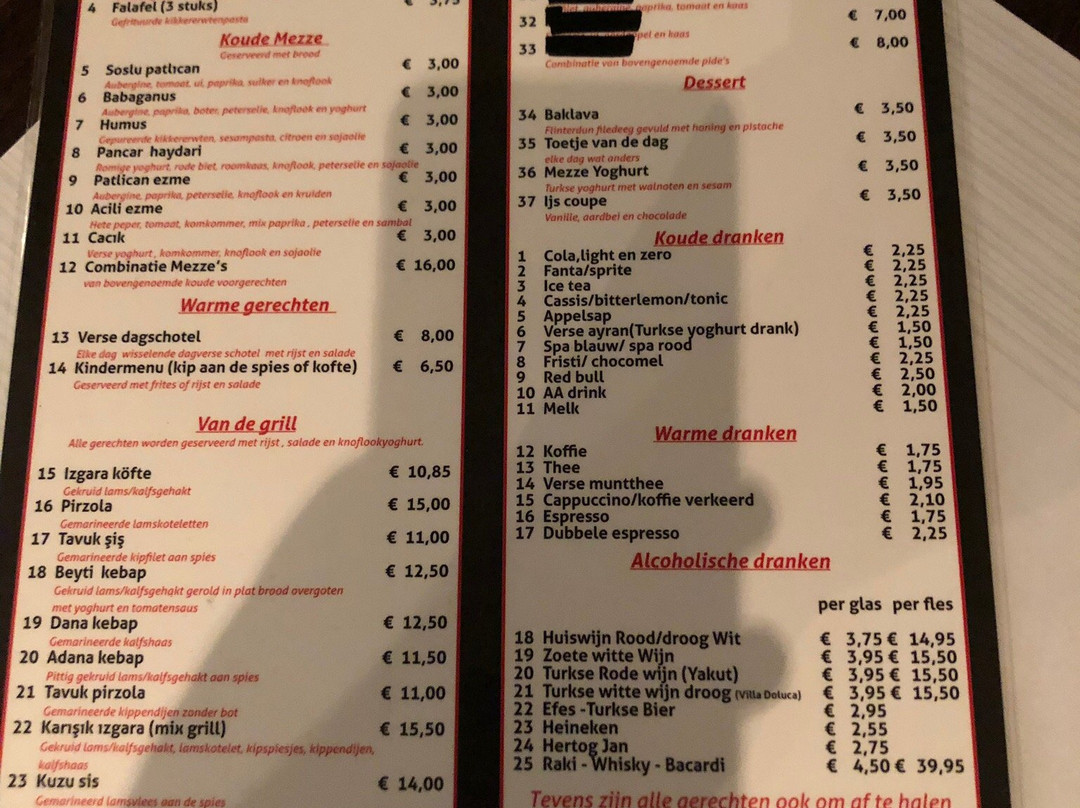 4 Falafel (3 stuks) € 3,75
Gefrituurde kikkererwtenpasta
Koude Mezze
Geserveerd met brood
5 Soslu patlıcan € 3,00
Aubergine, tomaat, ui, paprika, suiker en knoflook
6 Babaganus € 3,00
Aubergine, paprika, boter, peterselie, knoflook en yoghurt
7 Humus € 3,00
Gepureerde kikkererwten, sesampasta, citroen en sojaolie
8 Pancar haydari € 3,00
Romige yoghurt, rode biet, roomkaas, knoflook, peterselie en sojaolie
9 Patlican ezme € 3,00
Aubergine, paprika, peterselie, knoflook en kruiden
10 Acili ezme € 3,00
Hete peper, tomaat, komkommer, mix paprika , peterselie en sambal
11 Cacık € 3,00
Verse yoghurt , komkommer, knoflook en sojaolie
12 Combinatie Mezze's € 16,00
van bovengenoemde koude voorgerechten
Warme gerechten
13 Verse dagschotel € 8,00
Elke dag wisselende dagverse schotel met rijst en salade
14 Kindermenu (kip aan de spies of kofte) € 6,50
Geserveerd met frites of rijst en salade
Van de grill
Alle gerechten worden geserveerd met rijst , salade en knoflookyoghurt.
15 Izgara köfte € 10,85
Gekruid lams/kalfsgehakt
16 Pirzola € 15,00
Gemarineerde lamskoteletten
17 Tavuk şiş € 11,00
Gemarineerde kipfilet aan spies
18 Beyti kebap € 12,50
Gekruid lams/kalfsgehakt gerold in plat brood overgoten
met yoghurt en tomatensaus
19 Dana kebap € 12,50
Gemarineerde kalfshaas
20 Adana kebap € 11,50
Pittig gekruid lams/kalfsgehakt aan spies
21 Tavuk pirzola € 11,00
Gemarineerde kippendijen zonder bot
22 Karışık ızgara (mix grill) € 15,50
Gekruid lams/kalfsgehakt, lamskotelet, kipspiesjes, kippendijen,
kalfshaas
23 Kuzu sis € 14,00
Gemarineerd lamsvlees aan de spies
paprika, tomaat en kaas
32 € 7,00
en kaas
33 € 8,00
Combinatie van bovengenoemde pide's
Dessert
34 Baklava € 3,50
Flinterdun filedeeg gevuld met honing en pistache
35 Toetje van de dag € 3,50
elke dag wat anders
36 Mezze Yoghurt € 3,50
Turkse yoghurt met walnoten en sesam
37 Ijs coupe € 3,50
Vanille, aardbei en chocolade
Koude dranken
1 Cola,light en zero € 2,25
2 Fanta/sprite € 2,25
3 Ice tea € 2,25
4 Cassis/bitterlemon/tonic € 2,25
5 Appelsap € 2,25
6 Verse ayran(Turkse yoghurt drank) € 1,50
7 Spa blauw/ spa rood € 1,50
8 Fristi/ chocomel € 2,25
9 Red bull € 2,50
10 AA drink € 2,00
11 Melk € 1,50
Warme dranken
12 Koffie € 1,75
13 Thee € 1,75
14 Verse muntthee € 1,95
15 Cappuccino/koffie verkeerd € 2,10
16 Espresso € 1,75
17 Dubbele espresso € 2,25
Alcoholische dranken
per glas per fles
18 Huiswijn Rood/droog Wit € 3,75 € 14,95
19 Zoete witte Wijn € 3,95 € 15,50
20 Turkse Rode wijn (Yakut) € 3,95 € 15,50
21 Turkse witte wijn droog (Villa Doluca) € 3,95 € 15,50
22 Efes -Turkse Bier € 2,95
23 Heineken € 2,55
24 Hertog Jan € 2,75
25 Raki - Whisky - Bacardi € 4,50 € 39,95
Tevens zijn alle gerechten ook om af te halen